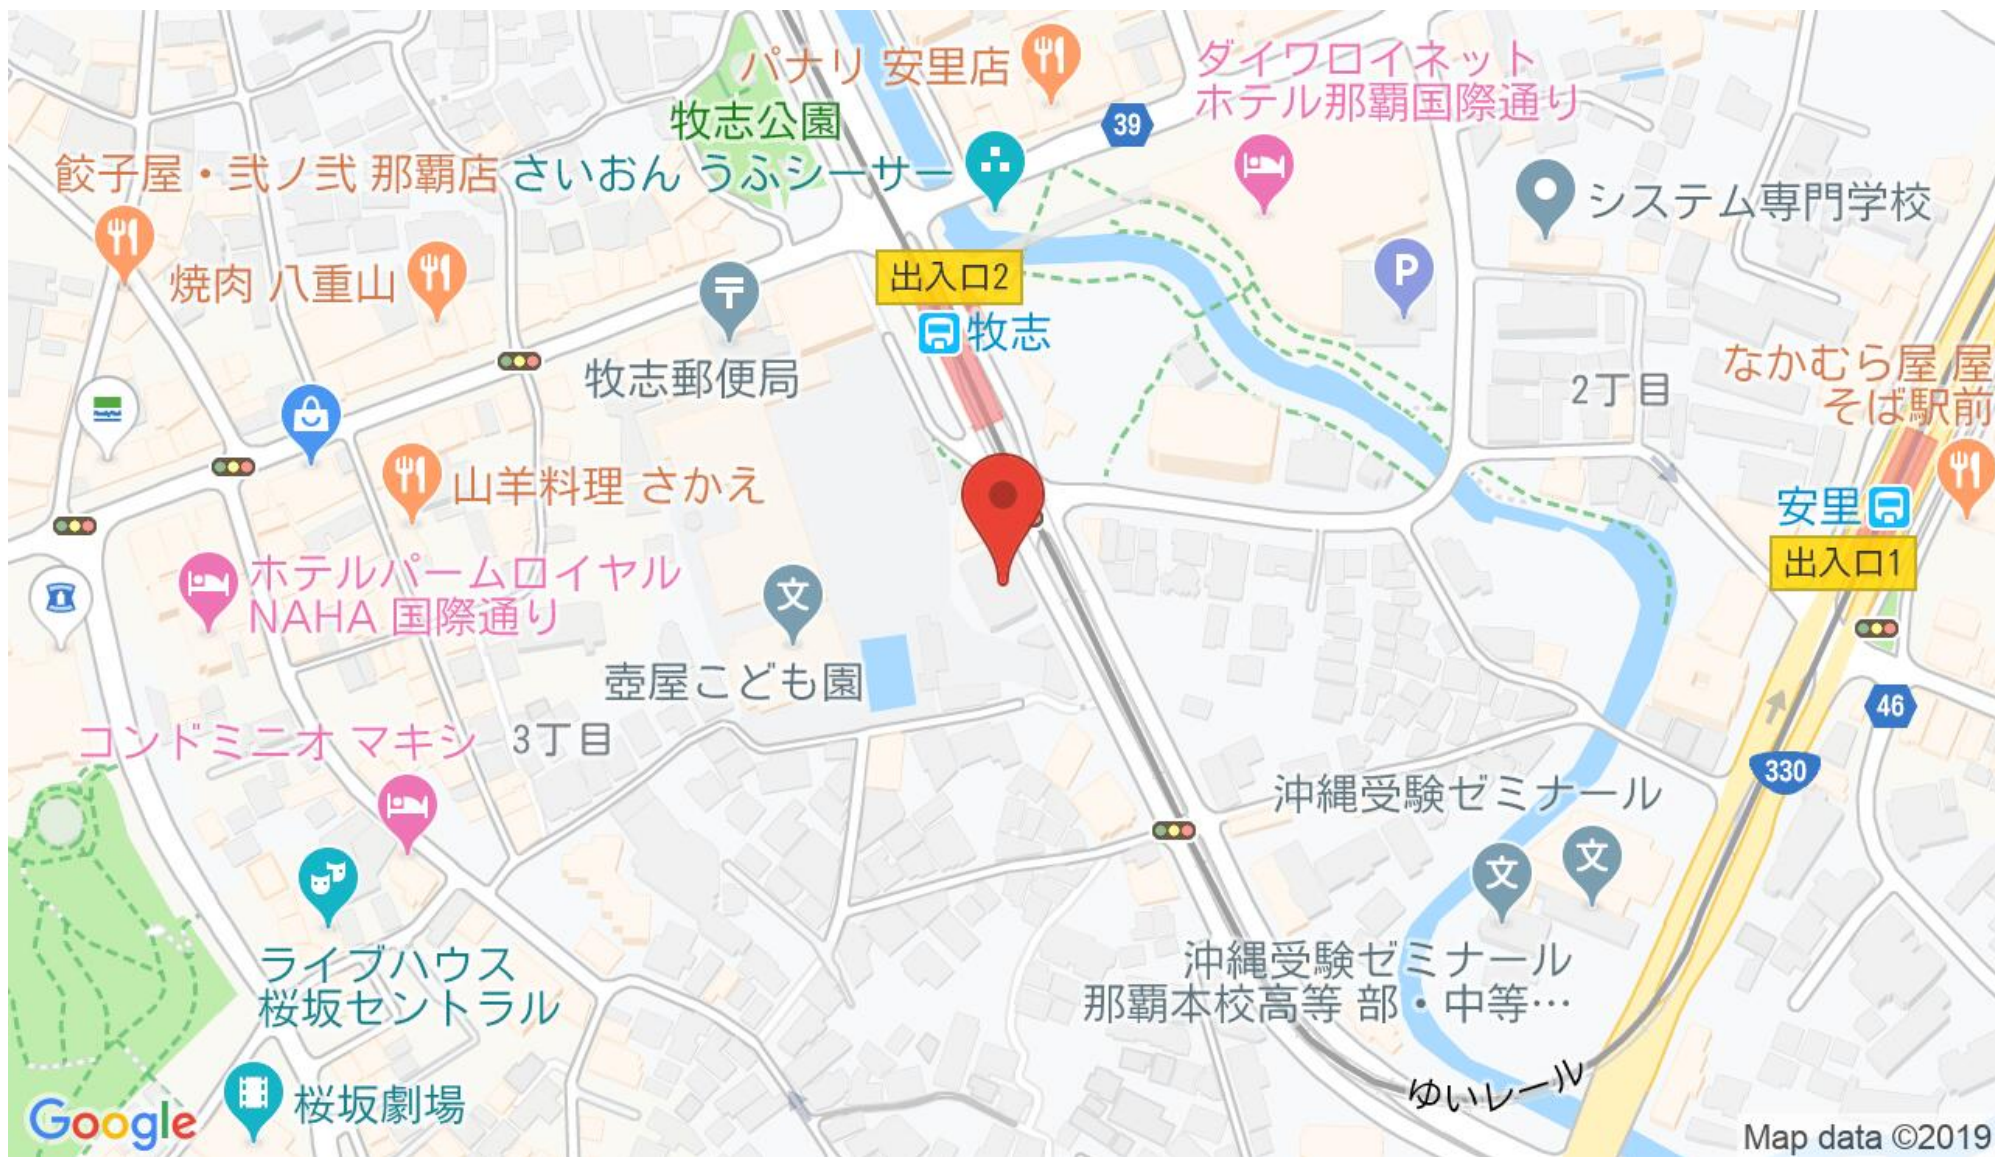 パナリ 安里店
ダイワロイネット
ホテル那覇国際通り
牧志公園
39
餃子屋・弐ノ弐 那覇店
さいおん うふシーサー
システム専門学校
焼肉 八重山
出入口2
P
牧志
牧志郵便局
2丁目
なかむら屋 屋
そば駅前
山羊料理 さかえ
安里
出入口1
ホテルパームロイヤル
NAHA 国際通り
文
壺屋こども園
46
コンドミニオ マキシ
3丁目
330
沖縄受験ゼミナール
文
文
ライブハウス
桜坂セントラル
沖縄受験ゼミナール
那覇本校高等 部・中等…
ゆいレール
桜坂劇場
Google
Map data ©2019